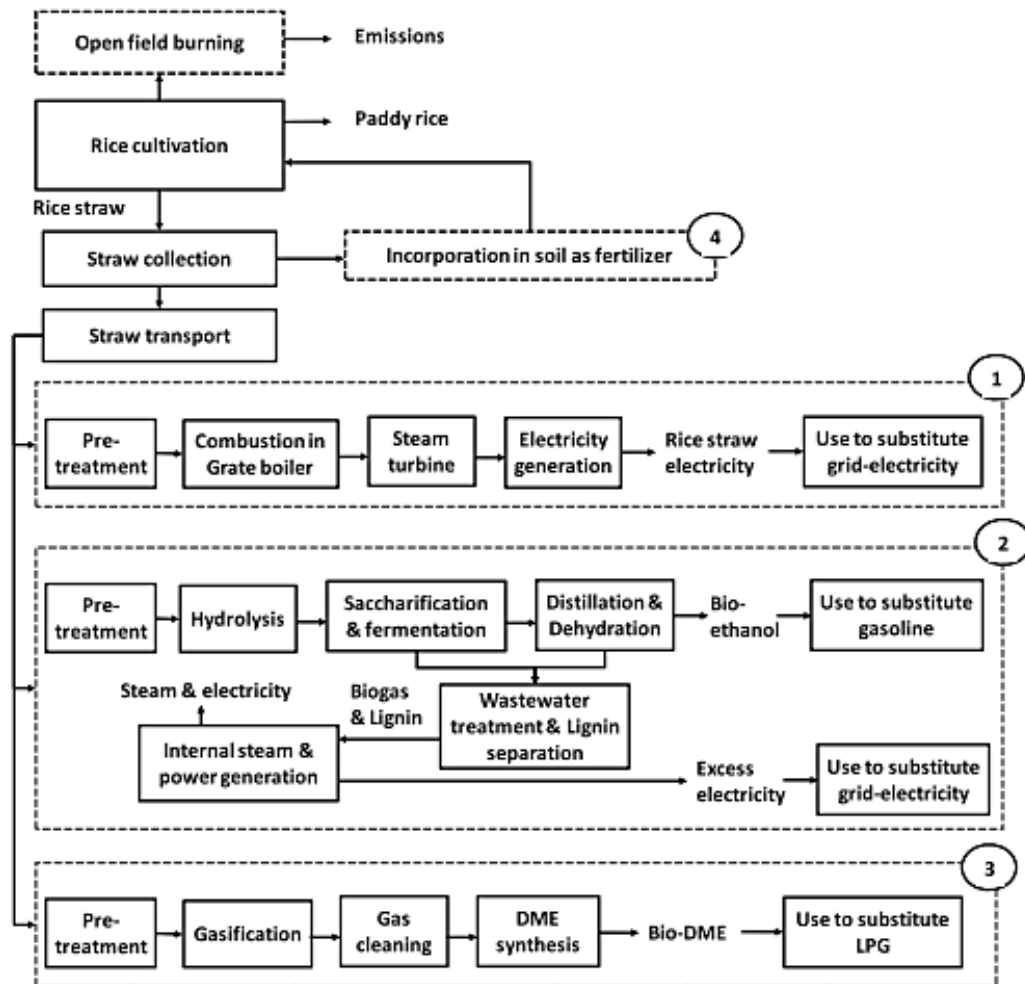 Open field burning
Emissions
Rice cultivation
Paddy rice
Rice straw
Straw collection
Incorporation in soil as fertilizer
4
Straw transport
1
Pre-
treatment
Combustion in
Grate boiler
Steam
turbine
Electricity
generation
Rice straw
electricity
Use to substitute
grid-electricity
2
Pre-
treatment
Hydrolysis
Saccharification
& fermentation
Distillation &
Dehydration
Bio-
ethanol
Use to substitute
gasoline
Steam & electricity
Biogas
& Lignin
Wastewater
treatment & Lignin
separation
Internal steam &
power generation
Excess
electricity
Use to substitute
grid-electricity
3
Pre-
treatment
Gasification
Gas
cleaning
DME
synthesis
Bio-DME
Use to substitute
LPG